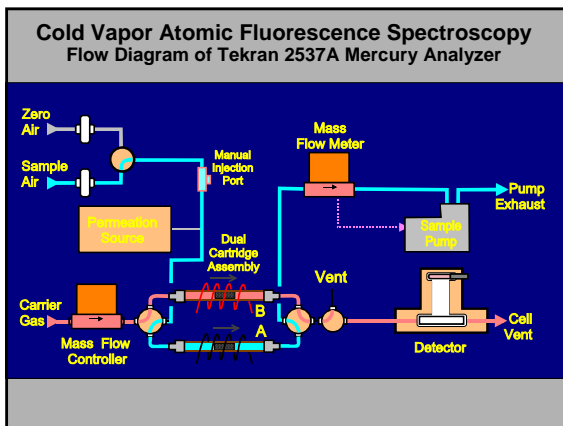 Cold Vapor Atomic Fluorescence Spectroscopy
Flow Diagram of Tekran 2537A Mercury Analyzer
Zero
Air
Sample
Air
Manual
Injection
Port
Mass
Flow Meter
Pump
Exhaust
Permeation
Source
Sample
Pump
Dual
Cartridge
Assembly
Vent
Carrier
Gas
B
A
Cell
Vent
Mass Flow
Controller
Detector